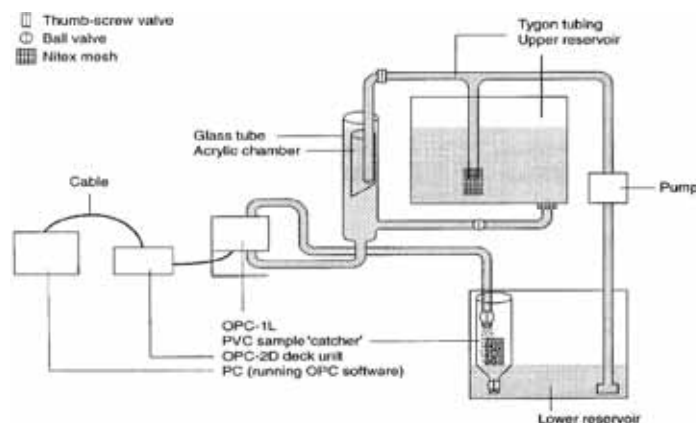 Thumb-screw valve
Ball valve
Nitex mesh
Tygon tubing
Upper reservoir
Glass tube
Acrylic chamber
Cable
Pump
OPC-1L
PVC sample 'catcher'
OPC-2D deck unit
PC (running OPC software)
Lower reservoir